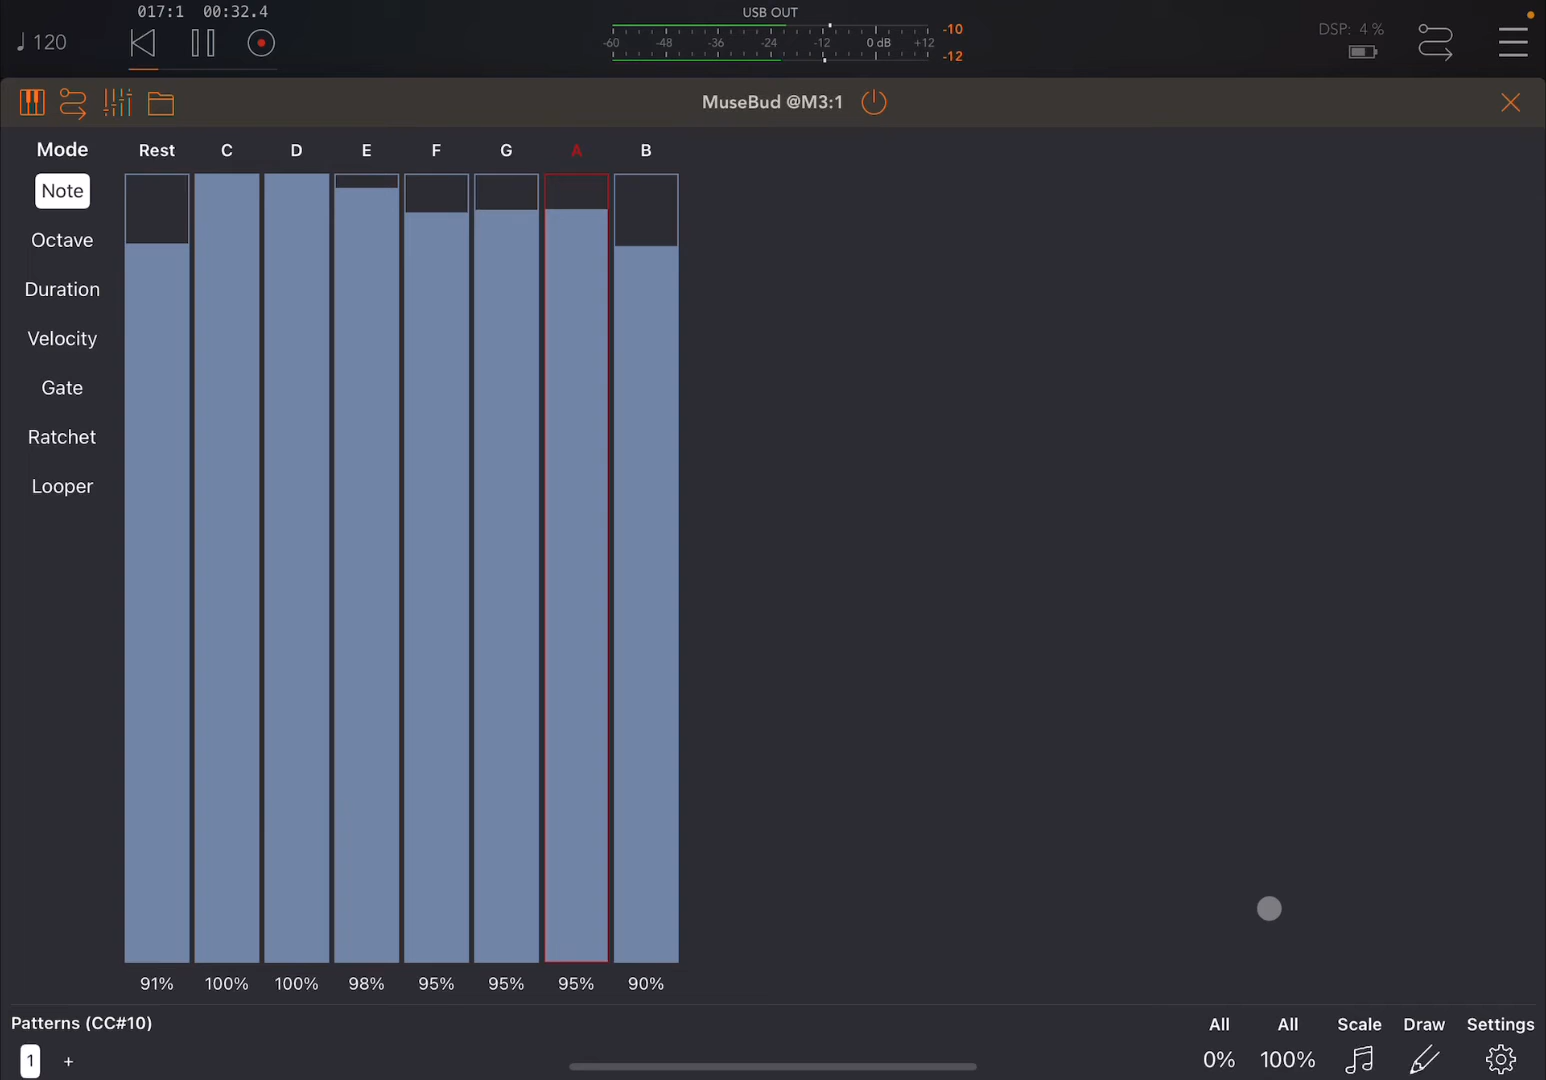 017:1 00:32.4
USB OUT
♩120
-60 -48 -36 -24 -12 0 dB +12
-10
-12
DSP: 4 %
MuseBud @M3:1
Mode Rest C D E F G A B
Note
Octave
Duration
Velocity
Gate
Ratchet
Looper
91% 100% 100% 98% 95% 95% 95% 90%
Patterns (CC#10)
1 +
All All Scale Draw Settings
0% 100%